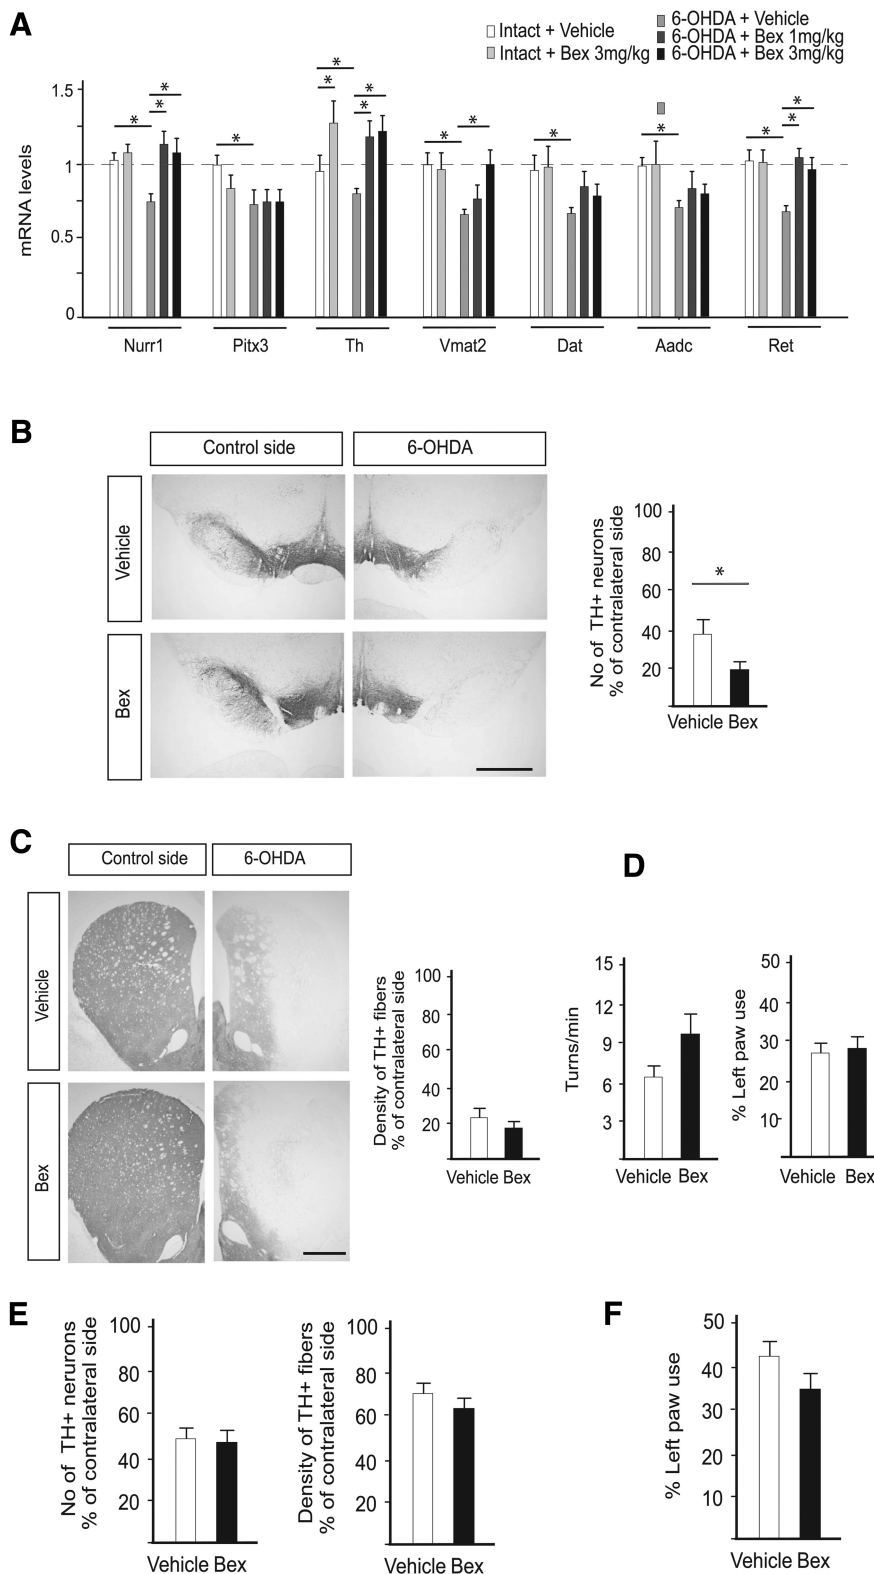 A
Intact + Vehicle
Intact + Bex 3mg/kg
6-OHDA + Vehicle
6-OHDA + Bex 1mg/kg
6-OHDA + Bex 3mg/kg
mRNA levels
1.5
1
0.5
0
* * * * * * * * * * * * * * *
Nurr1 Pitx3 Th Vmat2 Dat Aadc Ret
B
Control side 6-OHDA
Vehicle
Bex
No of TH+ neurons
% of contralateral side
100
80
60
40
20
*
Vehicle Bex
C
Control side 6-OHDA
Vehicle
Bex
Density of TH+ fibers
% of contralateral side
100
80
60
40
20
Vehicle Bex
D
Turns/min
15
12
9
6
3
Vehicle Bex
% Left paw use
50
40
30
20
10
Vehicle Bex
E
No of TH+ nerurons
% of contralateral side
100
80
60
40
20
Vehicle Bex
Density of TH+ fibers
% of contralateral side
100
80
60
40
20
Vehicle Bex
F
% Left paw use
50
40
30
20
10
Vehicle Bex